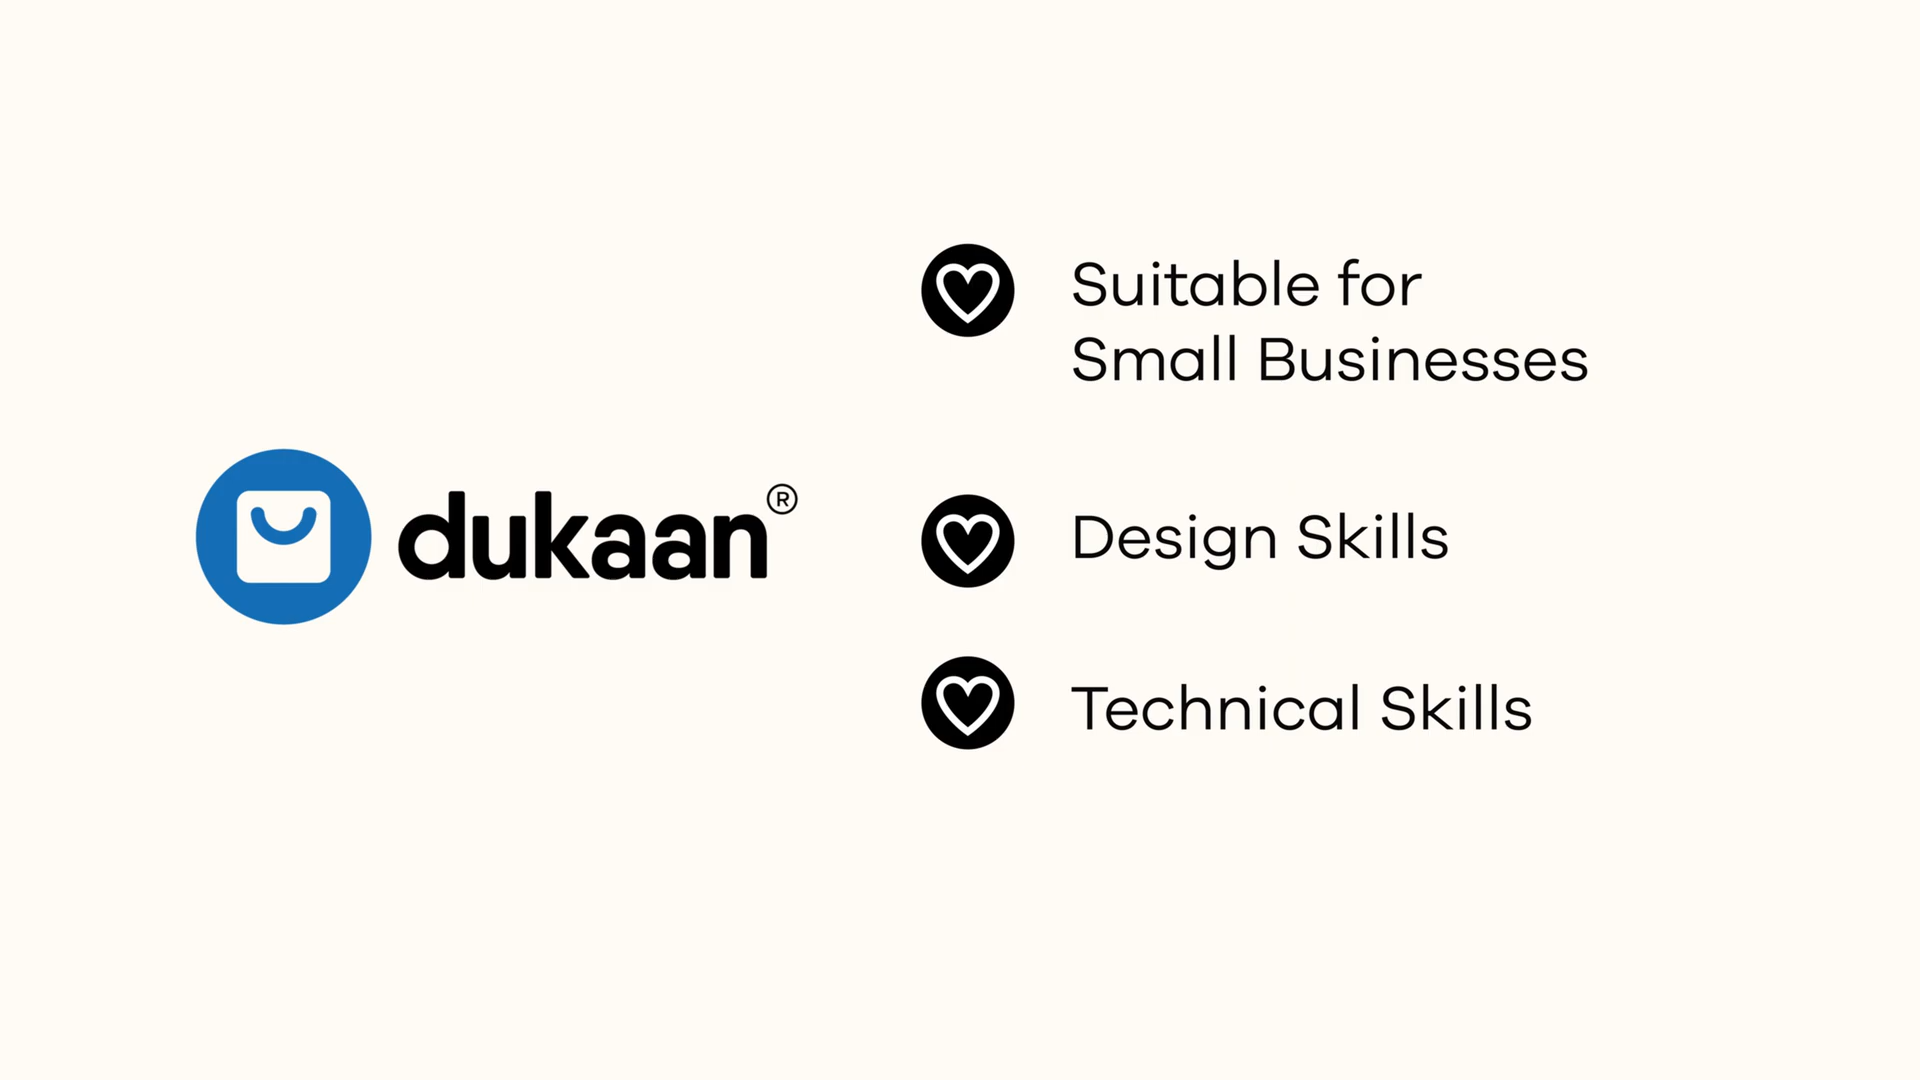 dukaan®
Suitable for
Small Businesses
Design Skills
Technical Skills